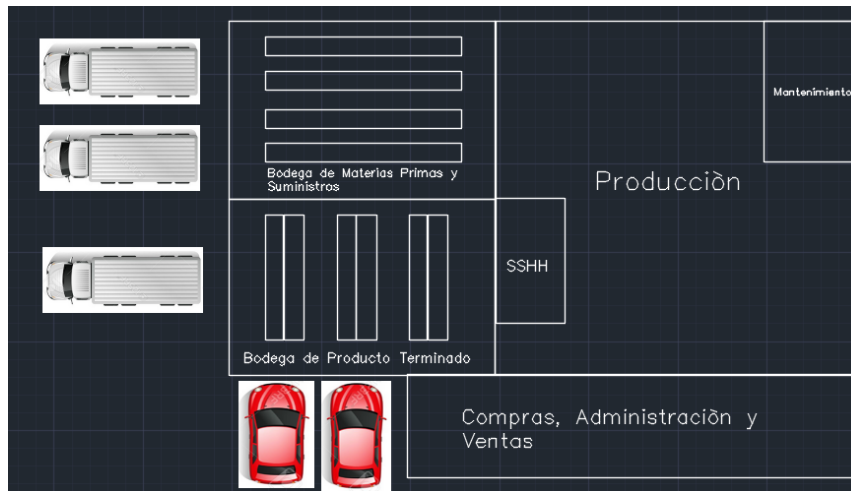 Mantenimiento
Bodega de Materias Primas y
Suministros
Producciòn
SSHH
Bodega de Producto Terminado
Compras, Administraciòn y
Ventas